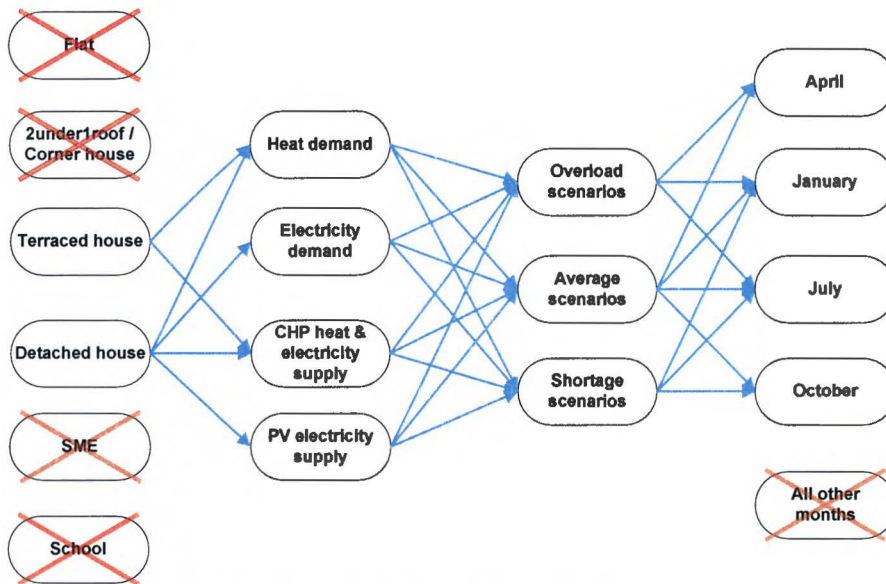 Flat
2under1roof /
Corner house
Terraced house
Detached house
SME
School
Heat demand
Electricity
demand
CHP heat &
electricity
supply
PV electricity
supply
Overload
scenarios
Average
scenarios
Shortage
scenarios
April
January
July
October
All other
months